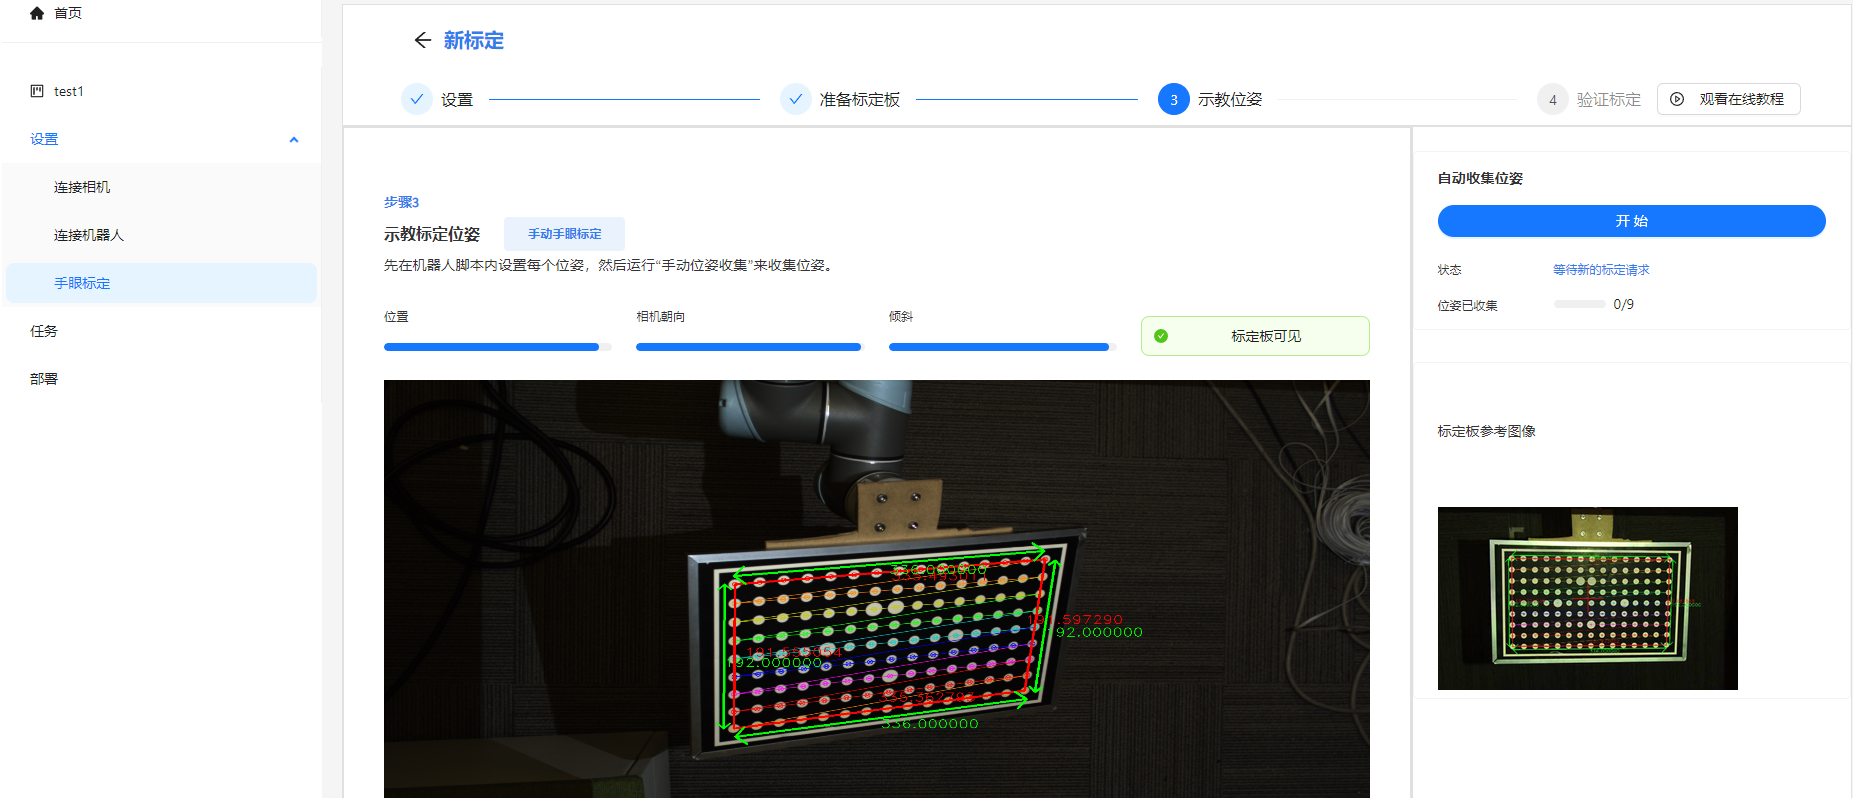 首页
新标定
设置
准备标定板
3
示教位姿
4
验证标定
观看在线教程
test1
设置
连接相机
连接机器人
手眼标定
任务
部署
步骤3
示教标定位姿
手动手眼标定
先在机器人脚本内设置每个位姿，然后运行“手动位姿收集”来收集位姿。
位置
相机朝向
倾斜
标定板可见
192.000000
192.000000
336.000000
自动收集位姿
开 始
状态
等待新的标定请求
位姿已收集
0/9
标定板参考图像